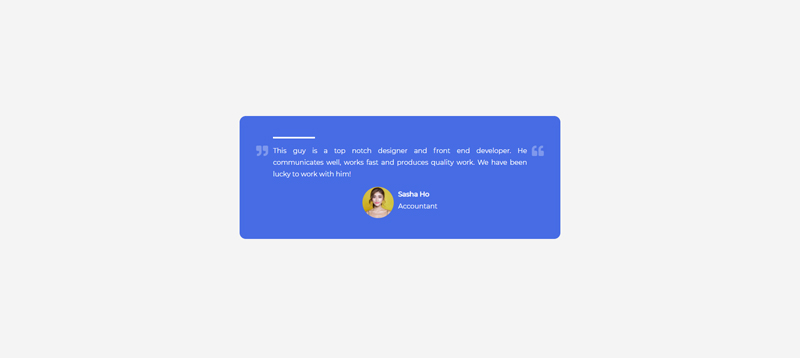 This guy is a top notch designer and front end developer. He
communicates well, works fast and produces quality work. We have been
lucky to work with him!
Sasha Ho
Accountant